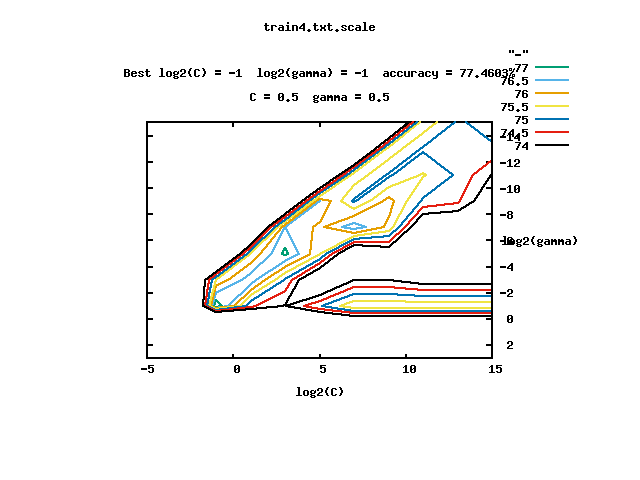 train4.txt.scale
"-"
Best log2(C) = -1  log2(gamma) = -1  accuracy = 77.4603%
77
76.5
C = 0.5  gamma = 0.5
76
75.5
75
74.5
74
-14
-12
-10
-8
-6
log2(gamma)
-4
-2
0
2
-5 0 5 10 15
log2(C)